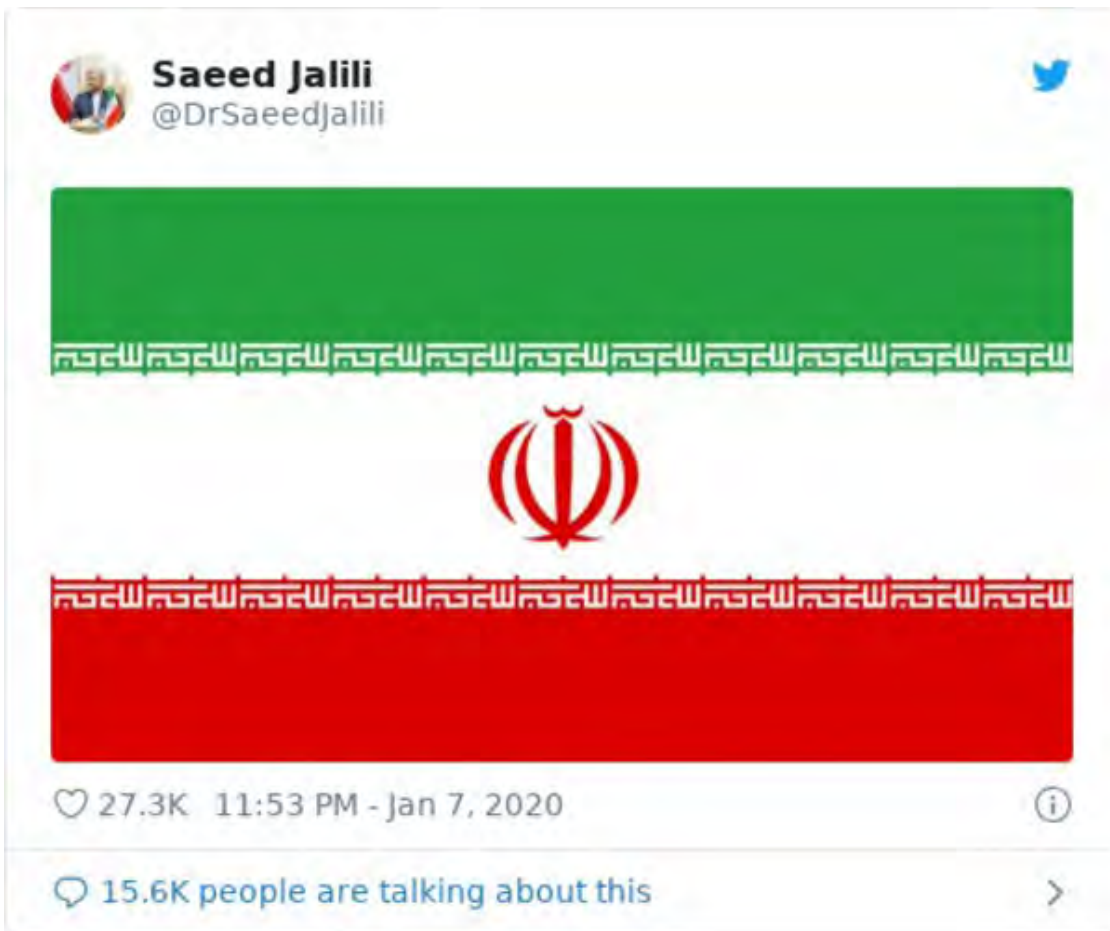 Saeed Jalili
@DrSaeedJalili
27.3K 11:53 PM - Jan 7, 2020
15.6K people are talking about this